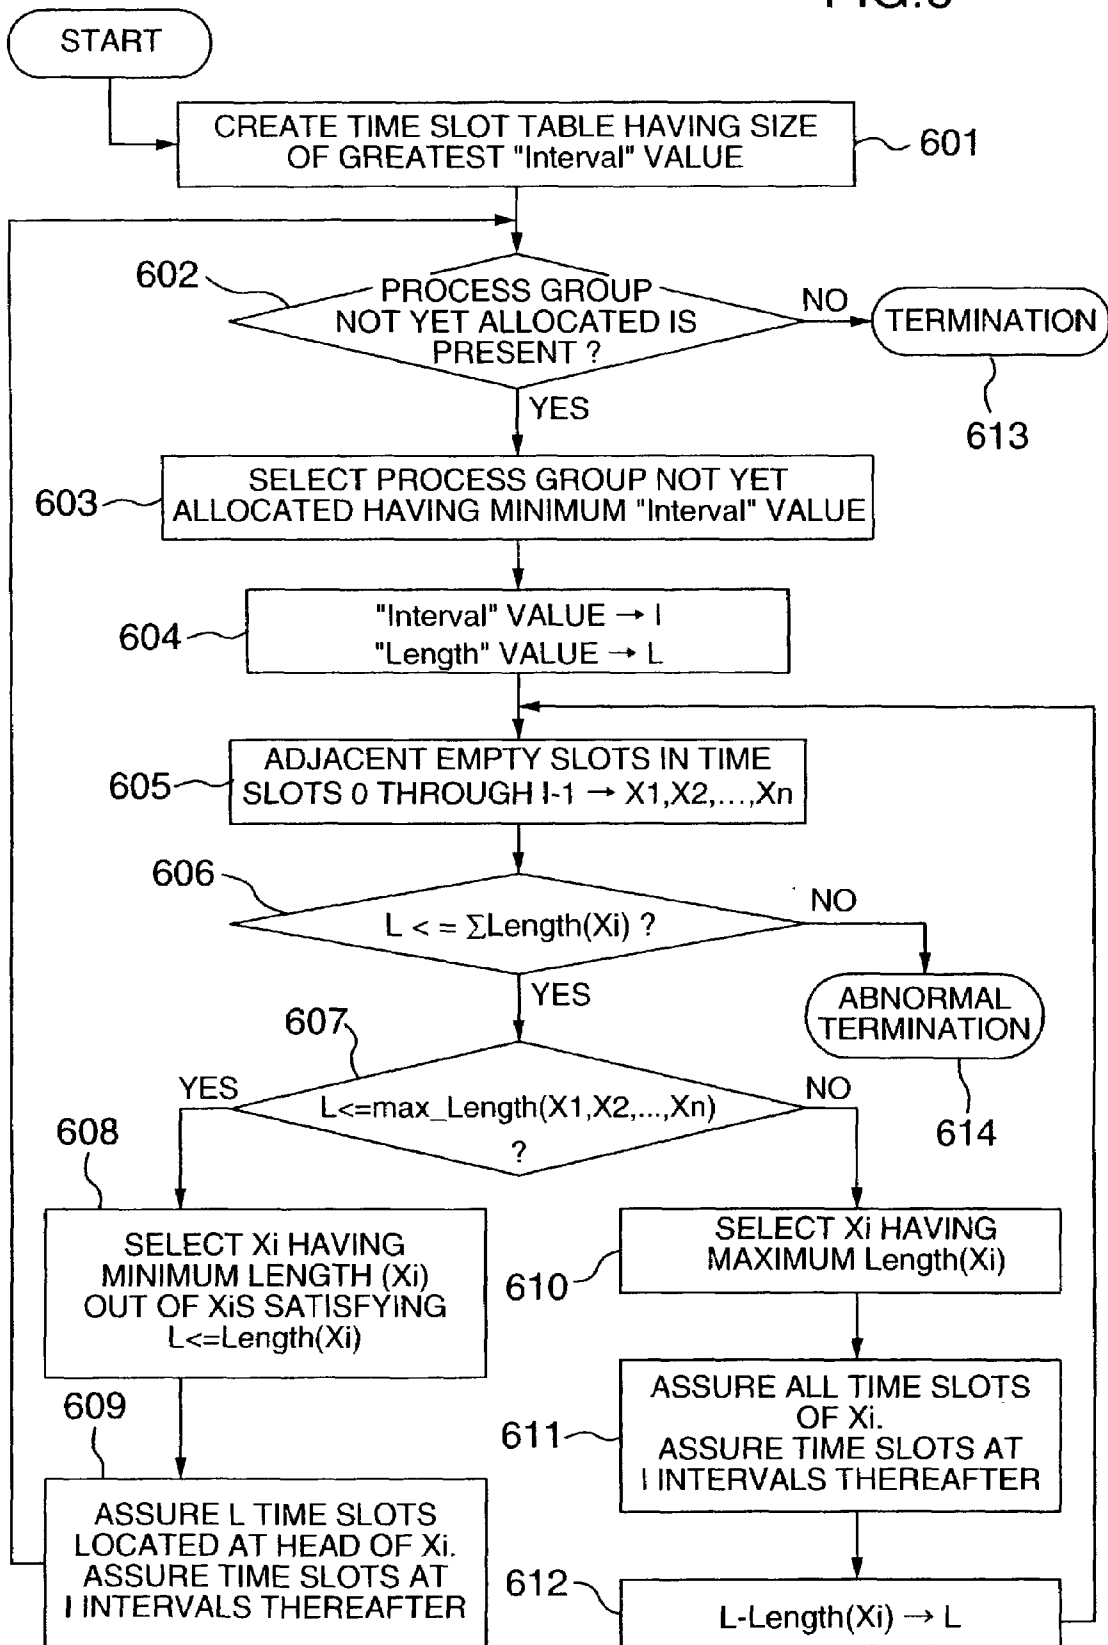 START
CREATE TIME SLOT TABLE HAVING SIZE
OF GREATEST "Interval" VALUE
601
602
PROCESS GROUP
NOT YET ALLOCATED IS
PRESENT ?
NO
TERMINATION
613
YES
603
SELECT PROCESS GROUP NOT YET
ALLOCATED HAVING MINIMUM "Interval" VALUE
604
"Interval" VALUE → I
"Length" VALUE → L
605
ADJACENT EMPTY SLOTS IN TIME
SLOTS 0 THROUGH I-1 → X1,X2,...,Xn
606
L < = ∑Length(Xi) ?
NO
ABNORMAL
TERMINATION
614
YES
607
L<=max_Length(X1,X2,...,Xn)
?
YES
NO
608
SELECT Xi HAVING
MINIMUM LENGTH (Xi)
OUT OF XiS SATISFYING
L<=Length(Xi)
609
ASSURE L TIME SLOTS
LOCATED AT HEAD OF Xi.
ASSURE TIME SLOTS AT
I INTERVALS THEREAFTER
610
SELECT Xi HAVING
MAXIMUM Length(Xi)
611
ASSURE ALL TIME SLOTS
OF Xi.
ASSURE TIME SLOTS AT
I INTERVALS THEREAFTER
612
L-Length(Xi) → L